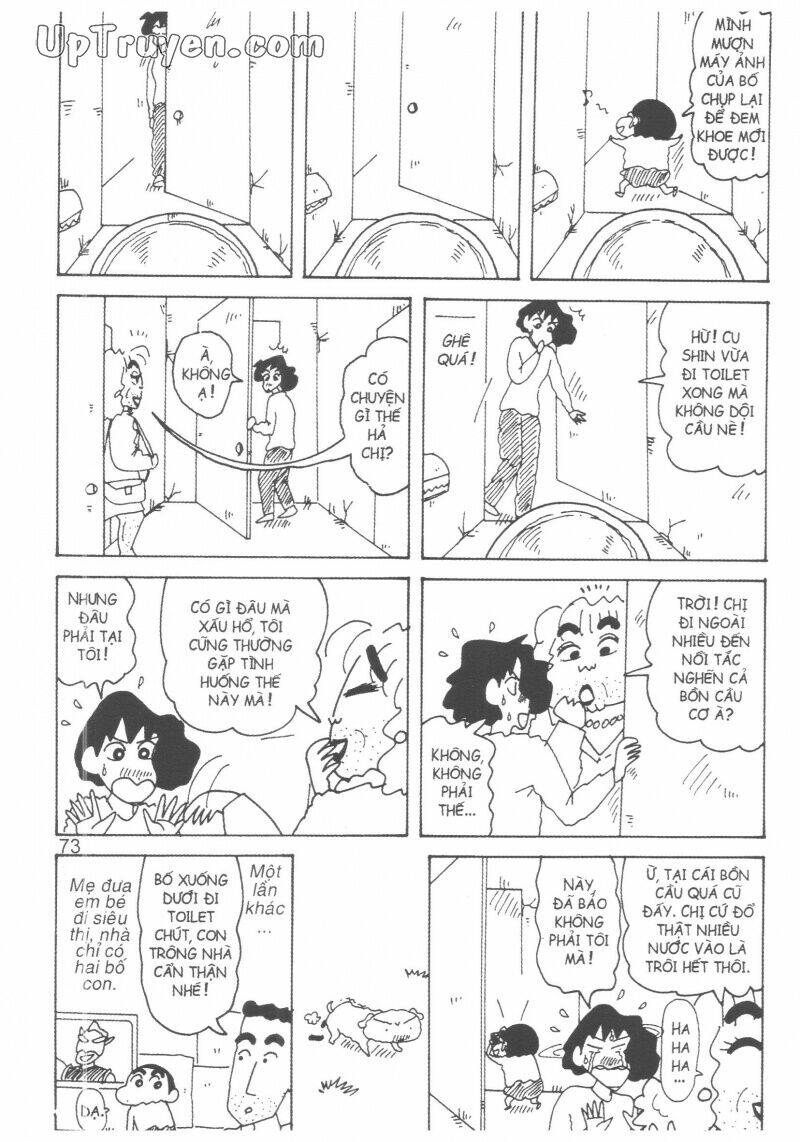 UpTruyen.com
MÌNH
MƯỢN
MÁY ẢNH
CỦA BỐ
CHỤP LẠI
ĐỂ ĐEM
KHOE MỚI
ĐƯỢC!
HỪ! CU
SHIN VỪA
ĐI TOILET
XONG MÀ
KHÔNG DỘI
CẦU NÈ!
GHÊ
QUÁ!
CÓ
CHUYỆN
GÌ THẾ
HẢ
CHỊ?
À,
KHÔNG
Ạ!
TRỜI! CHỊ
ĐI NGOÀI
NHIỀU ĐẾN
NỖI TẮC
NGHẼN CẢ
BỒN CẦU
CƠ À?
KHÔNG,
KHÔNG
PHẢI
THẾ...
CÓ GÌ ĐÂU MÀ
XẤU HỔ, TÔI
CŨNG THƯỜNG
GẶP TÌNH
HUỐNG THẾ
NÀY MÀ!
NHƯNG
ĐÂU
PHẢI TẠI
TÔI!
73
Ừ, TẠI CÁI BỒN
CẦU QUÁ CŨ
ĐẤY. CHỊ CỨ ĐỔ
THẬT NHIỀU
NƯỚC VÀO LÀ
TRÔI HẾT THÔI.
NÀY,
ĐÃ BẢO
KHÔNG
PHẢI TÔI
MÀ!
HA
HA
HA
...
Một
lần
khác
...
BỐ XUỐNG
DƯỚI ĐI
TOILET
CHÚT, CON
TRÔNG NHÀ
CẨN THẬN
NHÉ!
Mẹ đưa
em bé
đi siêu
thị, nhà
chỉ có
hai bố
con.
DẠ?